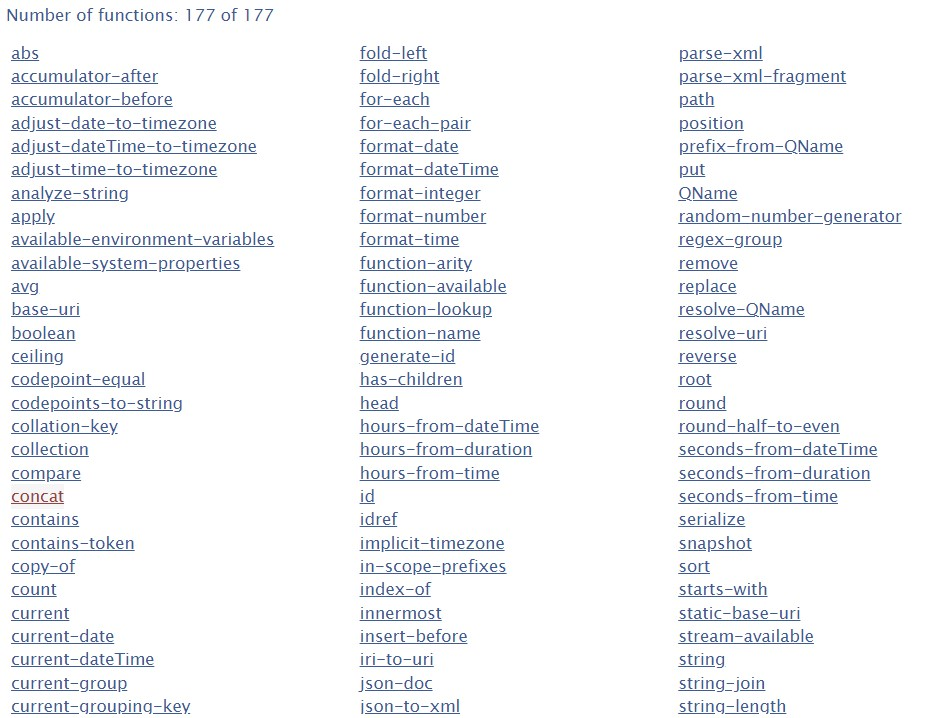 Number of functions: 177 of 177
abs
accumulator-after
accumulator-before
adjust-date-to-timezone
adjust-dateTime-to-timezone
adjust-time-to-timezone
analyze-string
apply
available-environment-variables
available-system-properties
avg
base-uri
boolean
ceiling
codepoint-equal
codepoints-to-string
collation-key
collection
compare
concat
contains
contains-token
copy-of
count
current
current-date
current-dateTime
current-group
current-grouping-key
fold-left
fold-right
for-each
for-each-pair
format-date
format-dateTime
format-integer
format-number
format-time
function-arity
function-available
function-lookup
function-name
generate-id
has-children
head
hours-from-dateTime
hours-from-duration
hours-from-time
id
idref
implicit-timezone
in-scope-prefixes
index-of
innermost
insert-before
iri-to-uri
json-doc
json-to-xml
parse-xml
parse-xml-fragment
path
position
prefix-from-QName
put
QName
random-number-generator
regex-group
remove
replace
resolve-QName
resolve-uri
reverse
root
round
round-half-to-even
seconds-from-dateTime
seconds-from-duration
seconds-from-time
serialize
snapshot
sort
starts-with
static-base-uri
stream-available
string
string-join
string-length